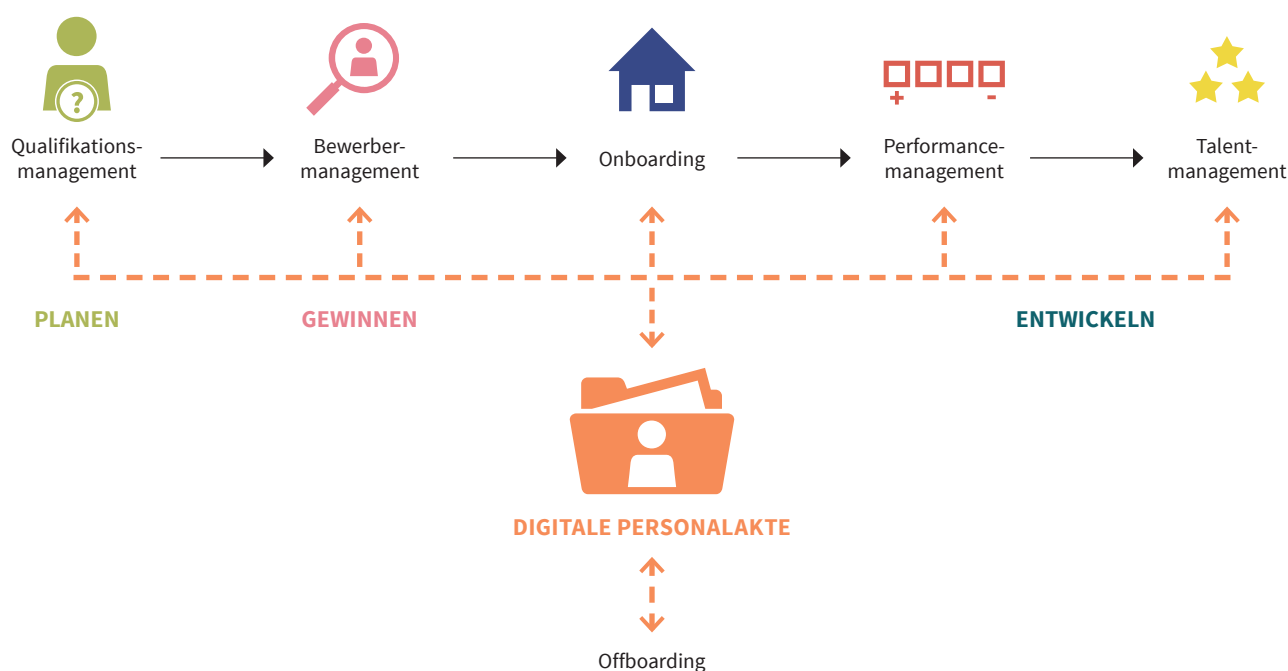 ?
+ -
Qualifikations-
management
Bewerber-
management
Onboarding
Performance-
management
Talent-
management
PLANEN
GEWINNEN
ENTWICKELN
DIGITALE PERSONALAKTE
Offboarding